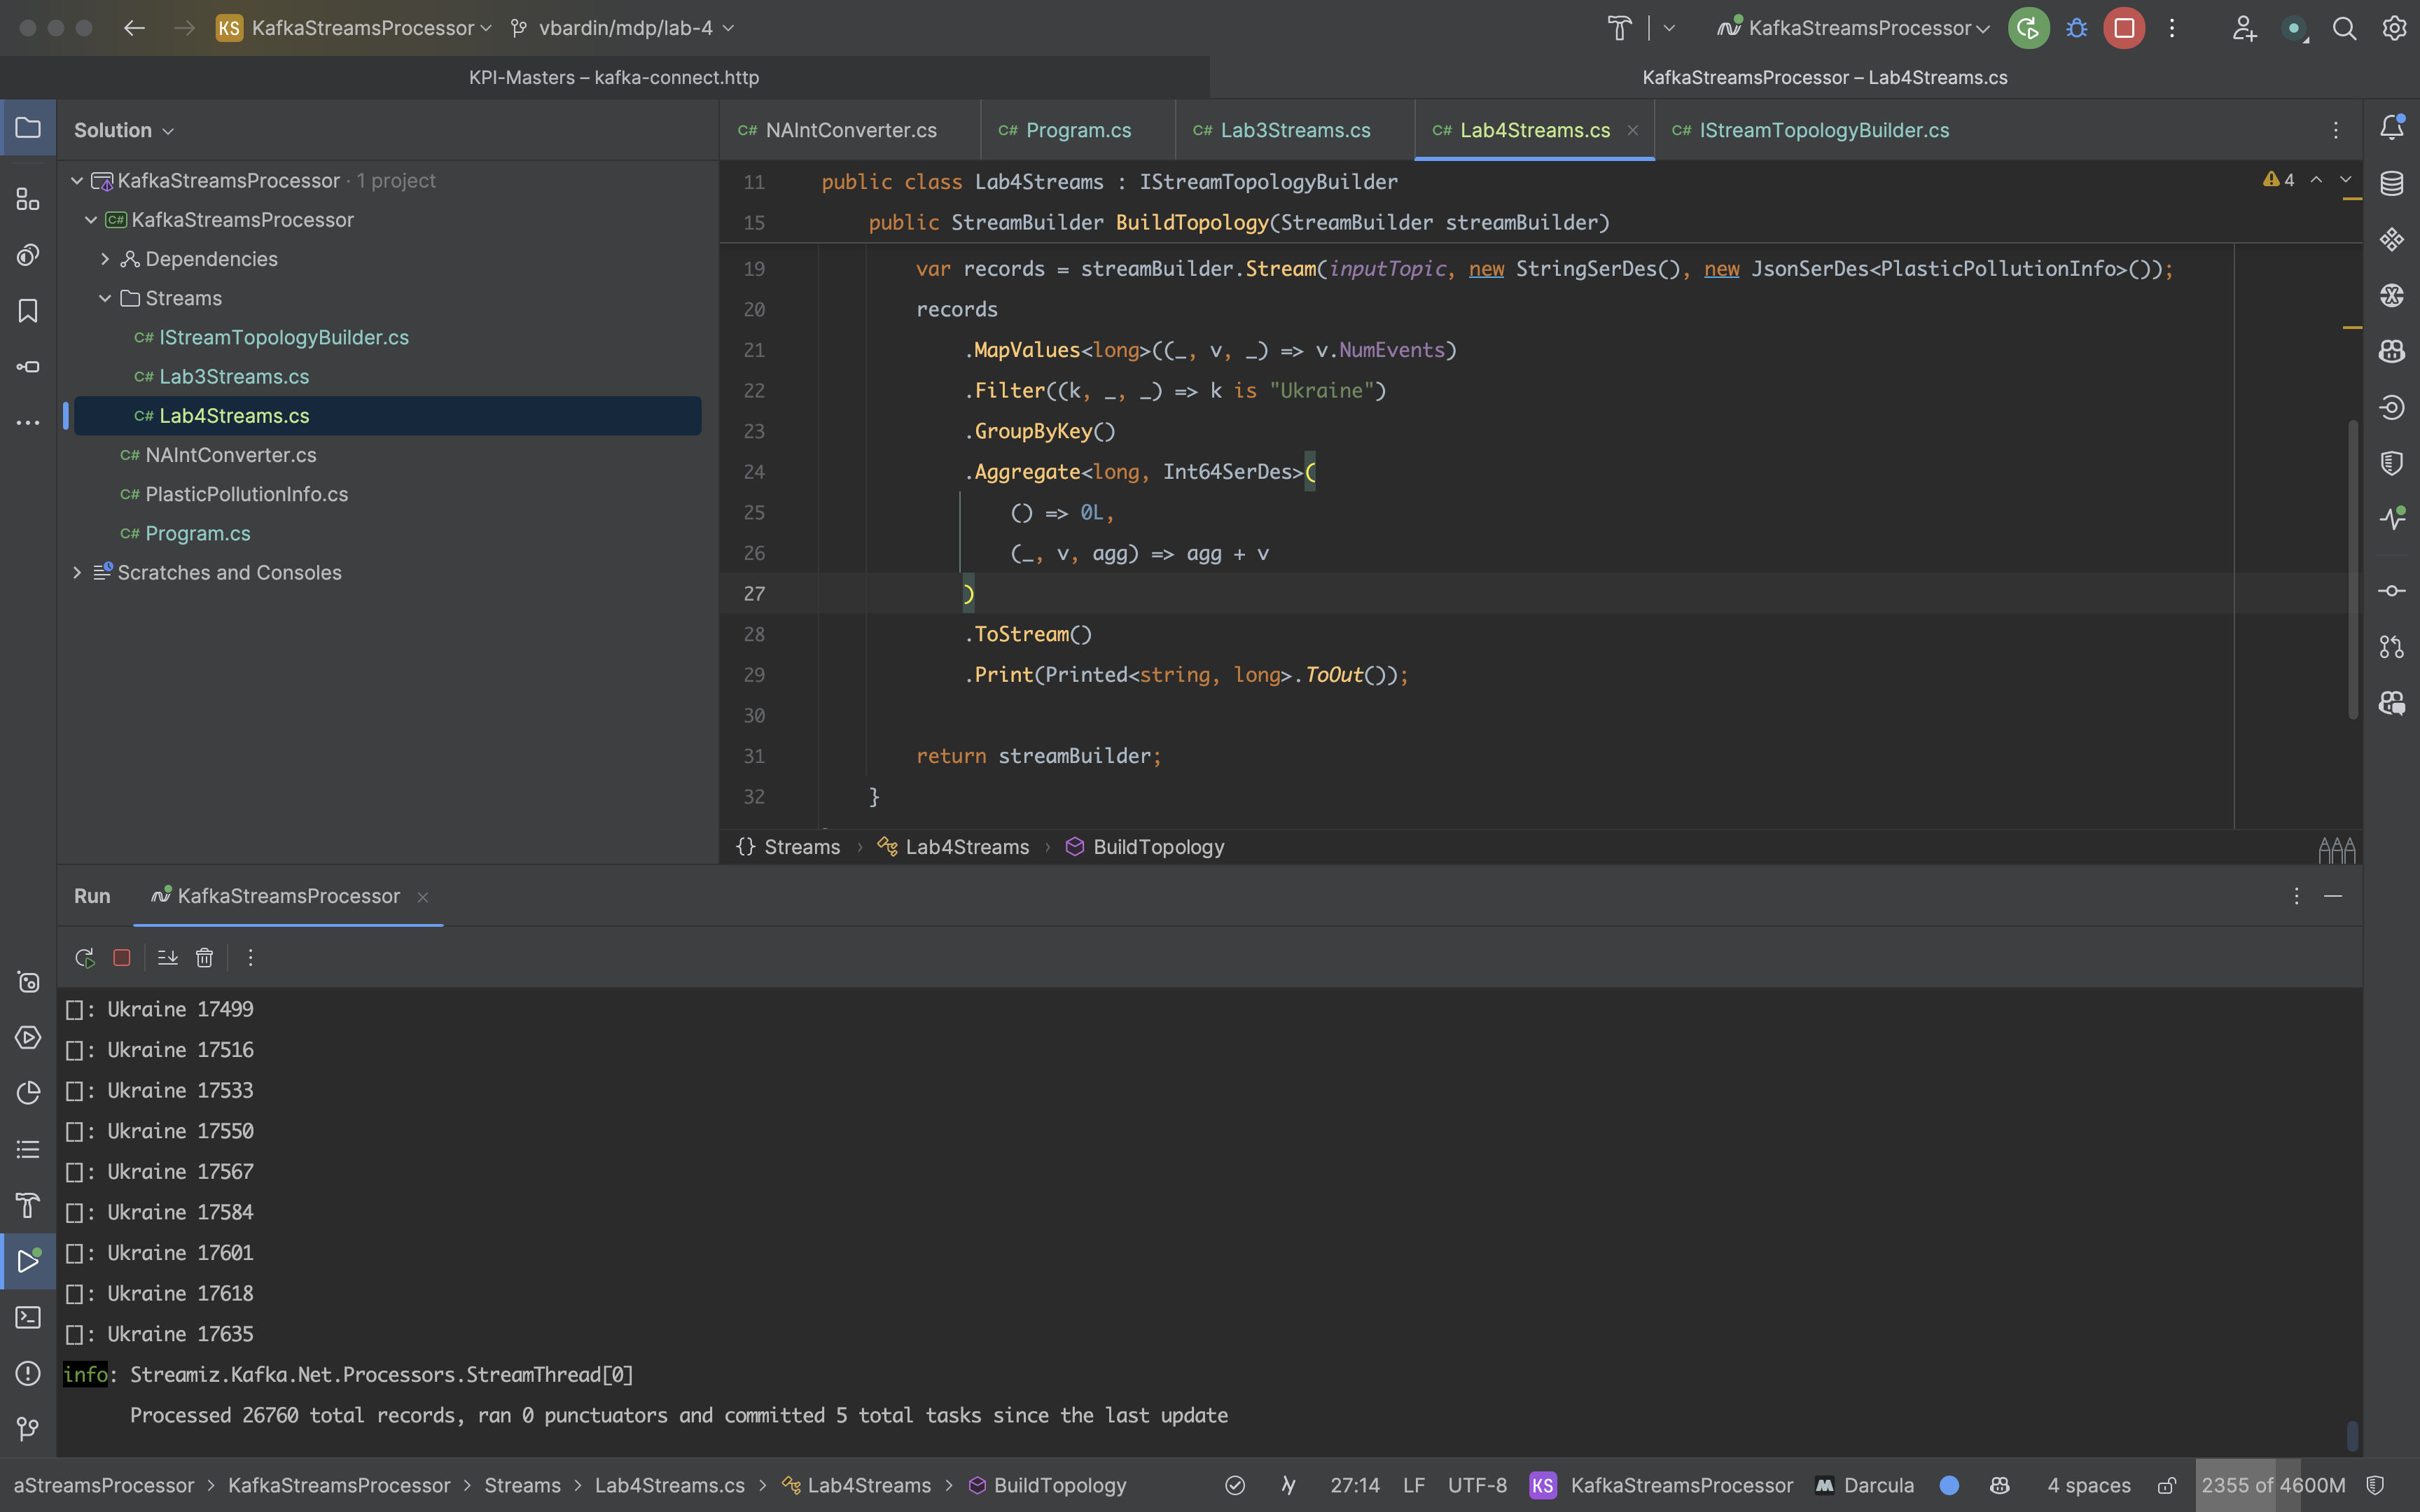 KS KafkaStreamsProcessor vbardin/mdp/lab-4 KafkaStreamsProcessor
KPI-Masters – kafka-connect.http
KafkaStreamsProcessor – Lab4Streams.cs
Solution
KafkaStreamsProcessor · 1 project
C# KafkaStreamsProcessor
Dependencies
Streams
C# IStreamTopologyBuilder.cs
C# Lab3Streams.cs
C# Lab4Streams.cs
C# NAIntConverter.cs
C# PlasticPollutionInfo.cs
C# Program.cs
Scratches and Consoles
C# NAIntConverter.cs C# Program.cs C# Lab3Streams.cs C# Lab4Streams.cs C# IStreamTopologyBuilder.cs
4
11 public class Lab4Streams : IStreamTopologyBuilder
15 public StreamBuilder BuildTopology(StreamBuilder streamBuilder)
19 var records = streamBuilder.Stream(inputTopic, new StringSerDes(), new JsonSerDes<PlasticPollutionInfo>());
20 records
21 .MapValues<long>((_, v, _) => v.NumEvents)
22 .Filter((k, _, _) => k is "Ukraine")
23 .GroupByKey()
24 .Aggregate<long, Int64SerDes>(
25 () => 0L,
26 (_, v, agg) => agg + v
27 )
28 .ToStream()
29 .Print(Printed<string, long>.ToOut());
30
31 return streamBuilder;
32 }
{} Streams › Lab4Streams › BuildTopology
Run KafkaStreamsProcessor
[]: Ukraine 17499
[]: Ukraine 17516
[]: Ukraine 17533
[]: Ukraine 17550
[]: Ukraine 17567
[]: Ukraine 17584
[]: Ukraine 17601
[]: Ukraine 17618
[]: Ukraine 17635
info: Streamiz.Kafka.Net.Processors.StreamThread[0]
Processed 26760 total records, ran 0 punctuators and committed 5 total tasks since the last update
aStreamsProcessor › KafkaStreamsProcessor › Streams › Lab4Streams.cs › Lab4Streams › BuildTopology 27:14 LF UTF-8 KS KafkaStreamsProcessor Darcula 4 spaces 2355 of 4600M